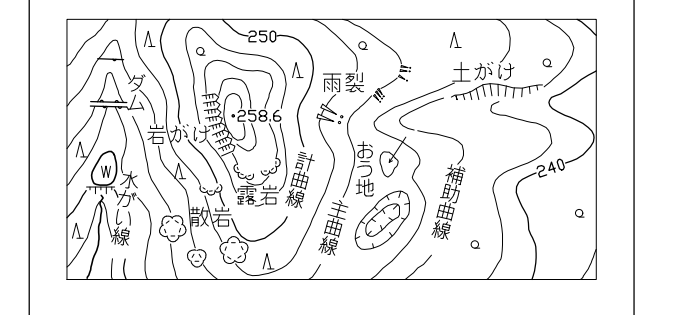 250
雨裂
土がけ
ダム
・258.6
岩がけ
W
水がい線
計曲線
おう地
補助曲線
240
露岩
散岩
主曲線